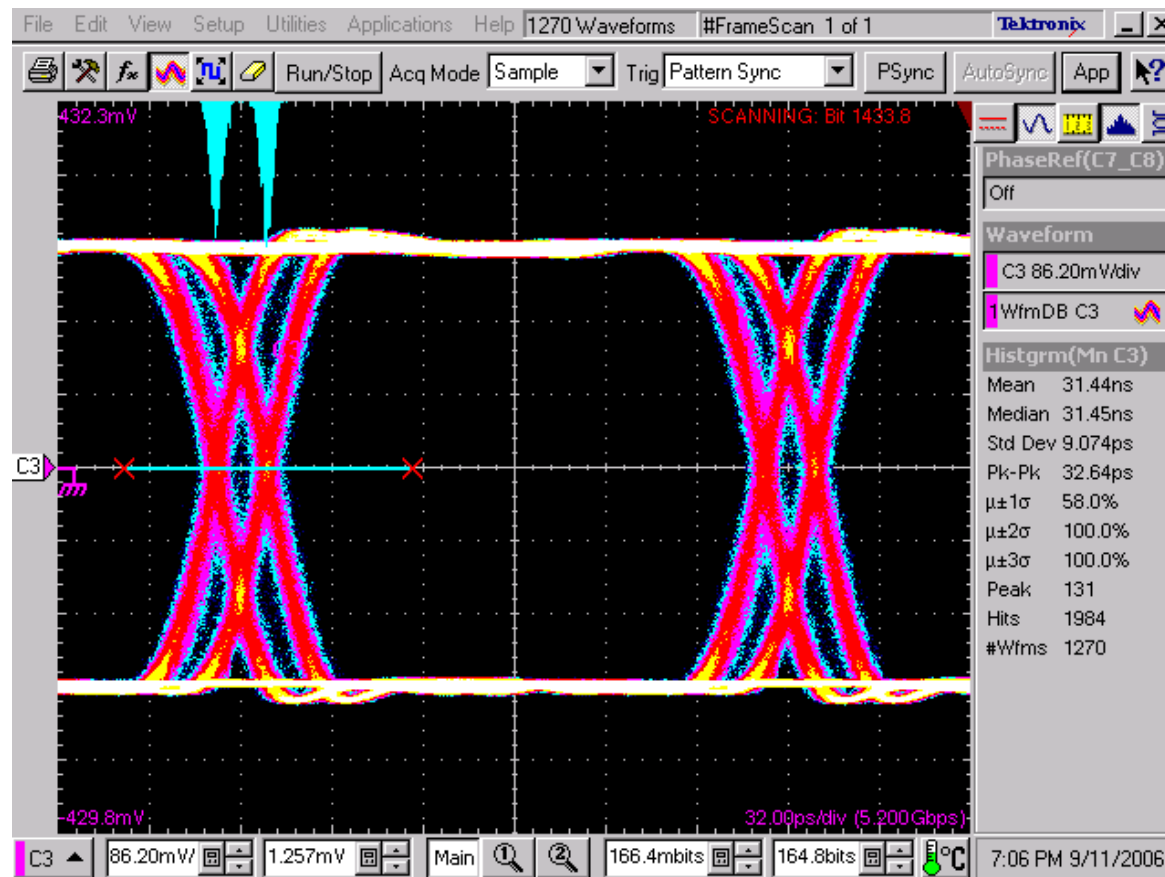 File Edit View Setup Utilities Applications Help 1270 Waveforms #FrameScan 1 of 1 Tektronix
Run/Stop Acq Mode Sample Trig Pattern Sync PSync AutoSync App
432.3mV SCANNING: Bit 1433.8
PhaseRef(C7_C8)
Off
Waveform
C3 86.20mV/div
1 WfmDB C3
Histgrm(Mn C3)
Mean 31.44ns
Median 31.45ns
Std Dev 9.074ps
Pk-Pk 32.64ps
µ±1σ 58.0%
µ±2σ 100.0%
µ±3σ 100.0%
Peak 131
Hits 1984
#Wfms 1270
C3
-429.8mV 32.00ps/div (5.200Gbps)
C3 86.20mV/ 1.257mV Main 1 2 166.4mbits 164.8bits °C 7:06 PM 9/11/2006